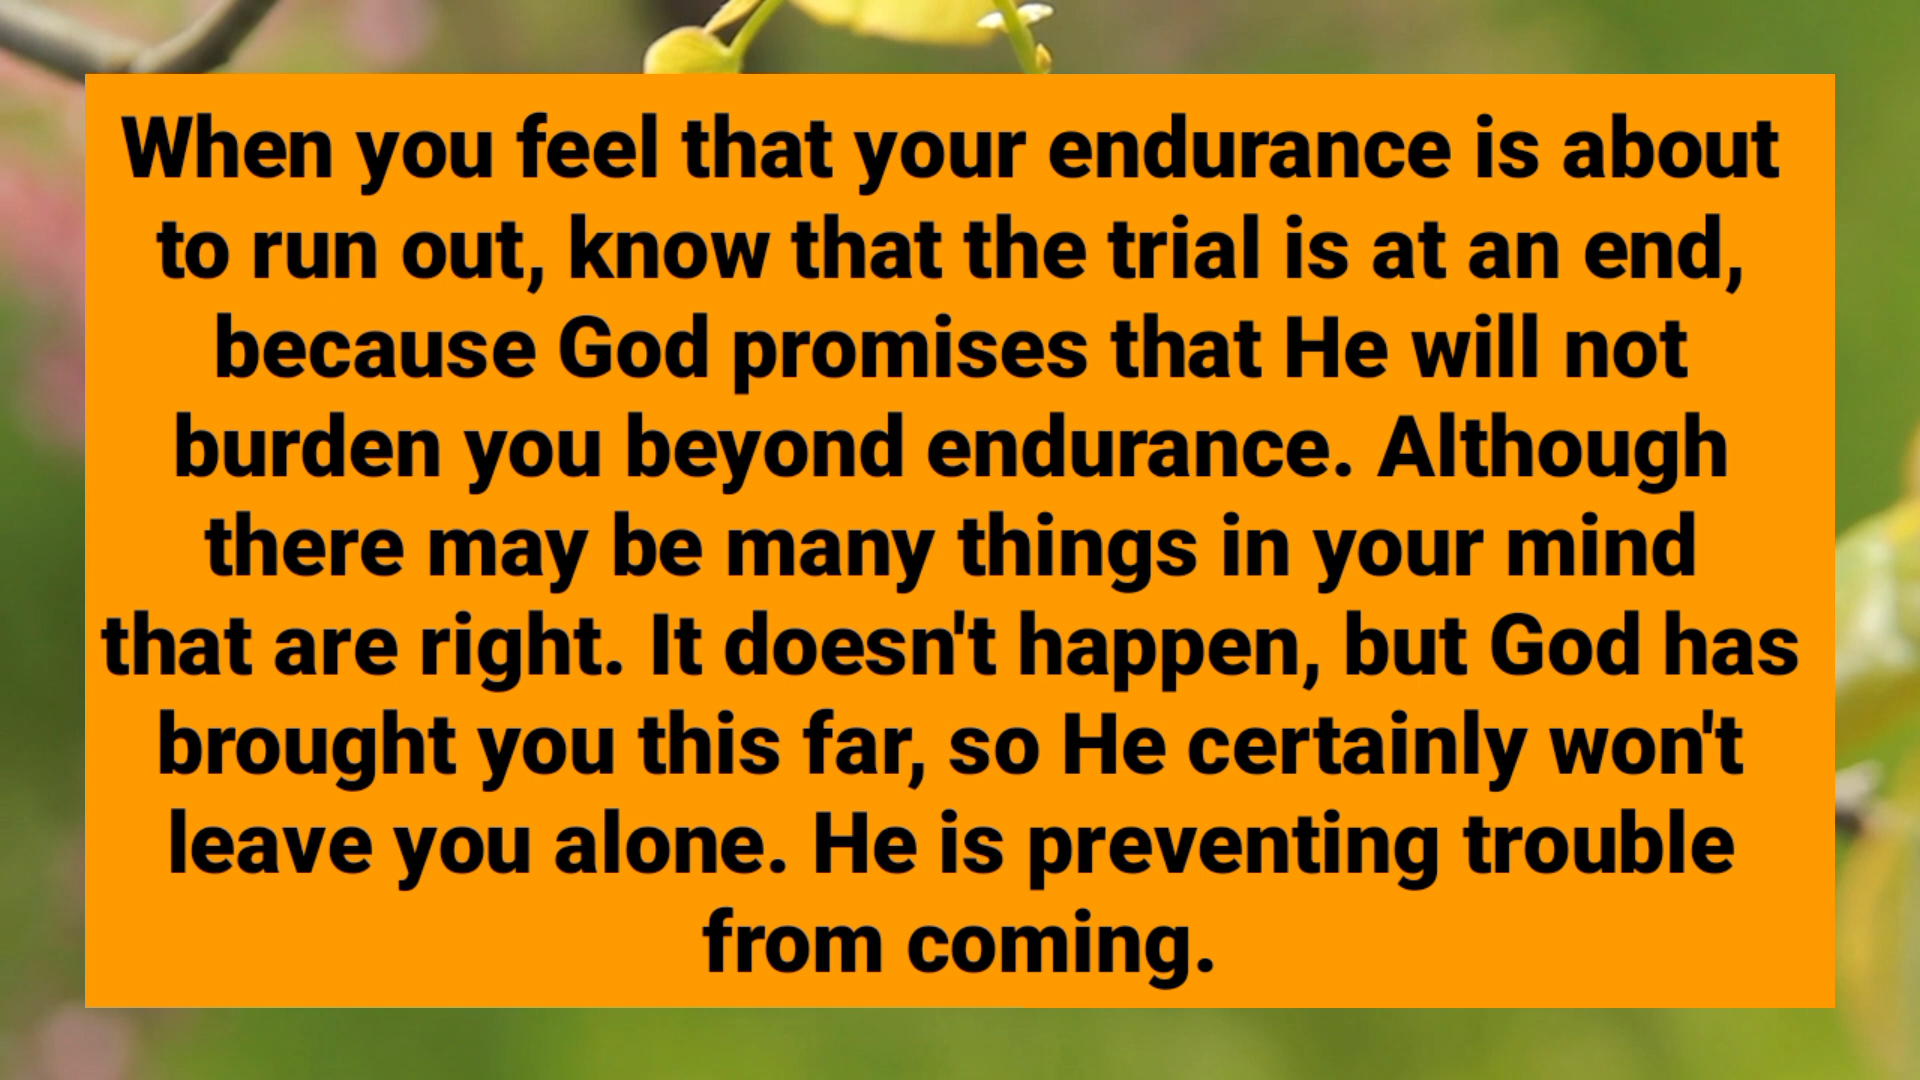 When you feel that your endurance is about
to run out, know that the trial is at an end,
because God promises that He will not
burden you beyond endurance. Although
there may be many things in your mind
that are right. It doesn't happen, but God has
brought you this far, so He certainly won't
leave you alone. He is preventing trouble
from coming.